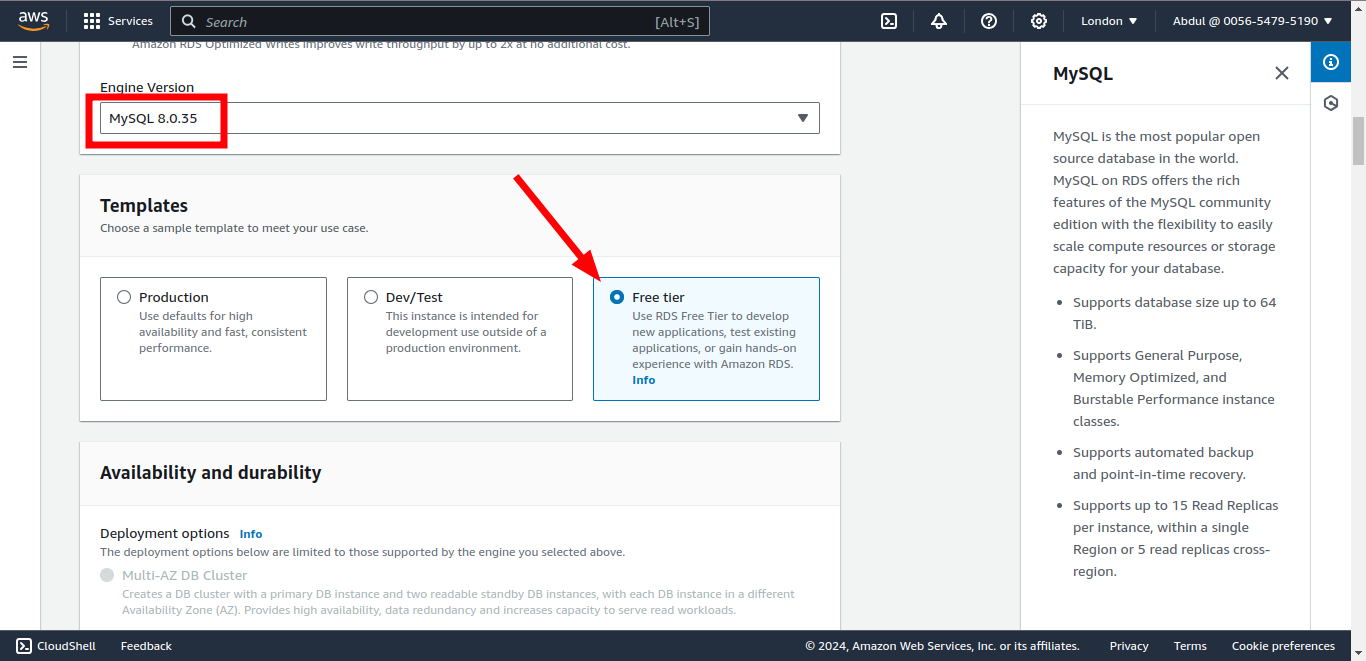 aws
Services
Search
[Alt+S]
London
Abdul @ 0056-5479-5190
Amazon RDS Optimized Writes improves write throughput by up to 2x at no additional cost.
Engine Version
MySQL 8.0.35
Templates
Choose a sample template to meet your use case.
Production
Use defaults for high
availability and fast, consistent
performance.
Dev/Test
This instance is intended for
development use outside of a
production environment.
Free tier
Use RDS Free Tier to develop
new applications, test existing
applications, or gain hands-on
experience with Amazon RDS.
Info
Availability and durability
Deployment options Info
The deployment options below are limited to those supported by the engine you selected above.
Multi-AZ DB Cluster
Creates a DB cluster with a primary DB instance and two readable standby DB instances, with each DB instance in a different
Availability Zone (AZ). Provides high availability, data redundancy and increases capacity to serve read workloads.
MySQL
MySQL is the most popular open
source database in the world.
MySQL on RDS offers the rich
features of the MySQL community
edition with the flexibility to easily
scale compute resources or storage
capacity for your database.
• Supports database size up to 64
TiB.
• Supports General Purpose,
Memory Optimized, and
Burstable Performance instance
classes.
• Supports automated backup
and point-in-time recovery.
• Supports up to 15 Read Replicas
per instance, within a single
Region or 5 read replicas cross-
region.
CloudShell
Feedback
© 2024, Amazon Web Services, Inc. or its affiliates.
Privacy
Terms
Cookie preferences